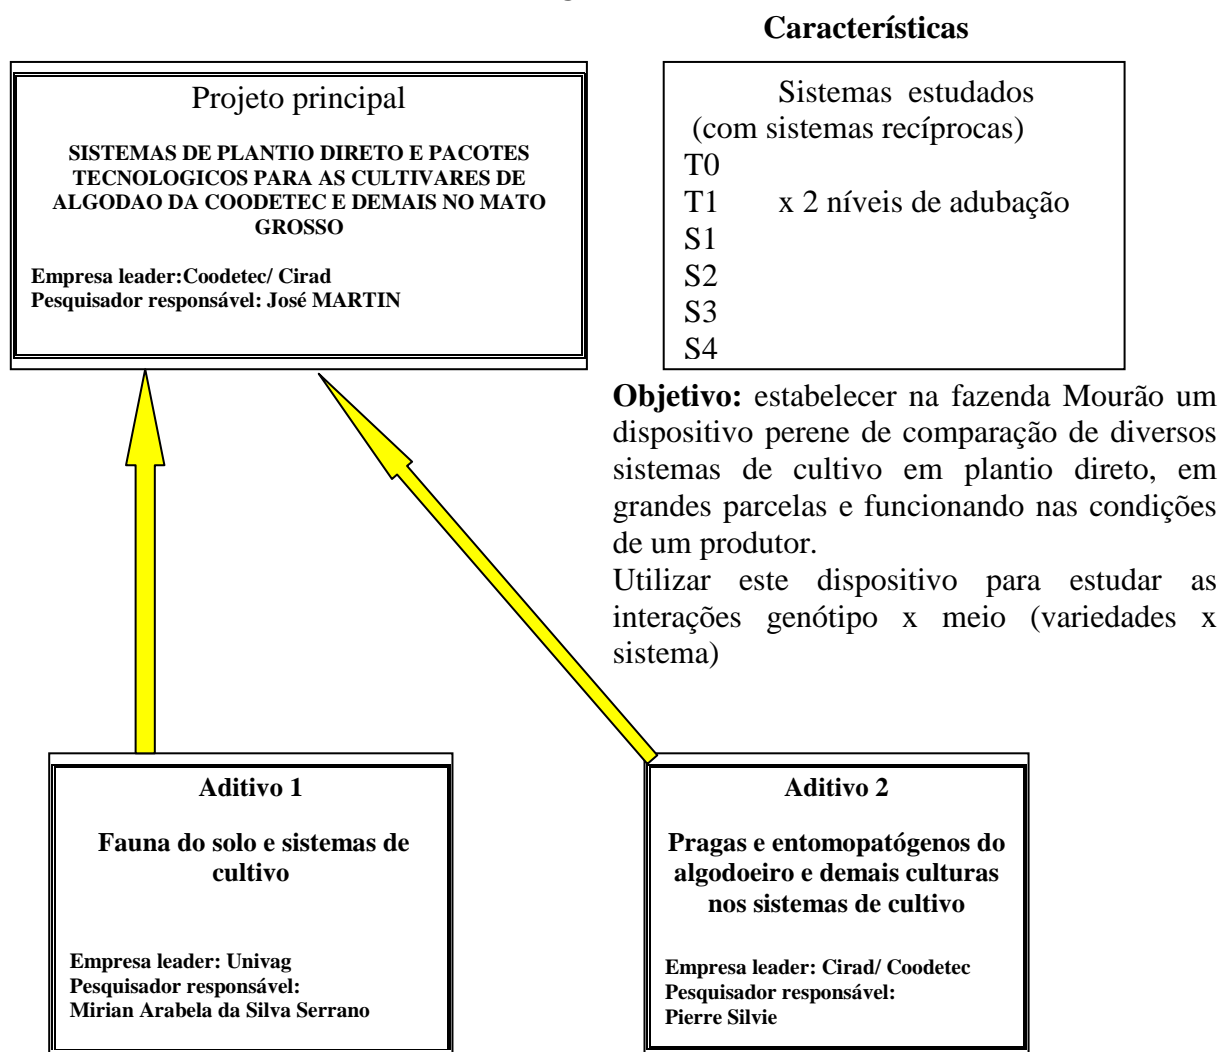 Características
Projeto principal
SISTEMAS DE PLANTIO DIRETO E PACOTES
TECNOLOGICOS PARA AS CULTIVARES DE
ALGODAO DA COODETEC E DEMAIS NO MATO
GROSSO
Empresa leader:Coodetec/ Cirad
Pesquisador responsável: José MARTIN
Sistemas estudados
(com sistemas recíprocas)
T0
T1 x 2 níveis de adubação
S1
S2
S3
S4
Objetivo: estabelecer na fazenda Mourão um
dispositivo perene de comparação de diversos
sistemas de cultivo em plantio direto, em
grandes parcelas e funcionando nas condições
de um produtor.
Utilizar este dispositivo para estudar as
interações genótipo x meio (variedades x
sistema)
Aditivo 1
Fauna do solo e sistemas de
cultivo
Empresa leader: Univag
Pesquisador responsável:
Mirian Arabela da Silva Serrano
Aditivo 2
Pragas e entomopatógenos do
algodoeiro e demais culturas
nos sistemas de cultivo
Empresa leader: Cirad/ Coodetec
Pesquisador responsável:
Pierre Silvie